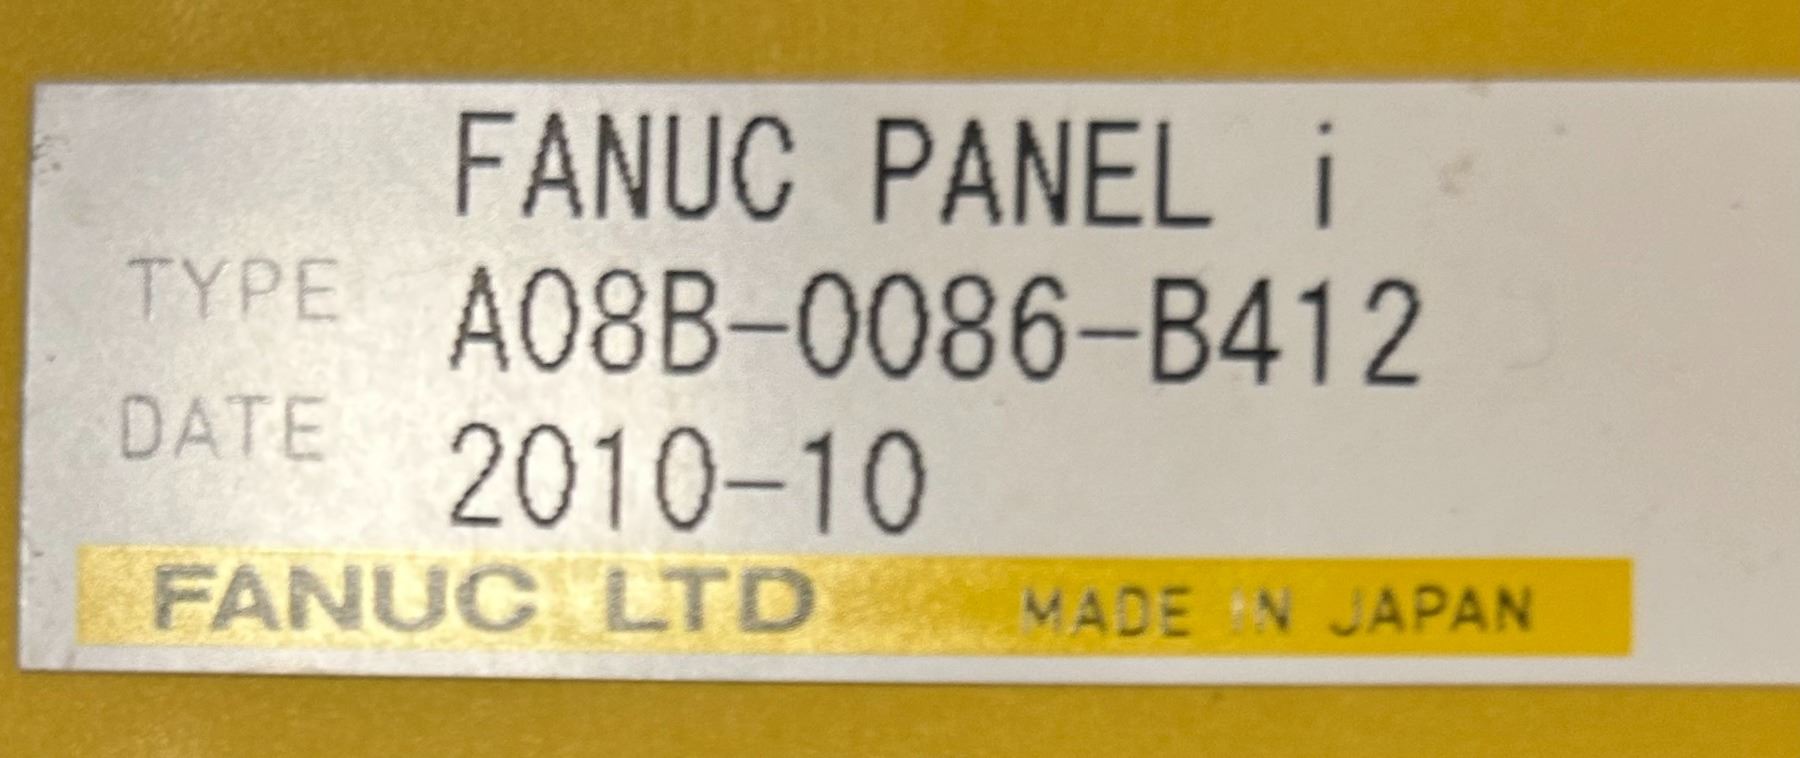 FANUC PANEL i
TYPE A08B-0086-B412
DATE 2010-10
FANUC LTD MADE IN JAPAN